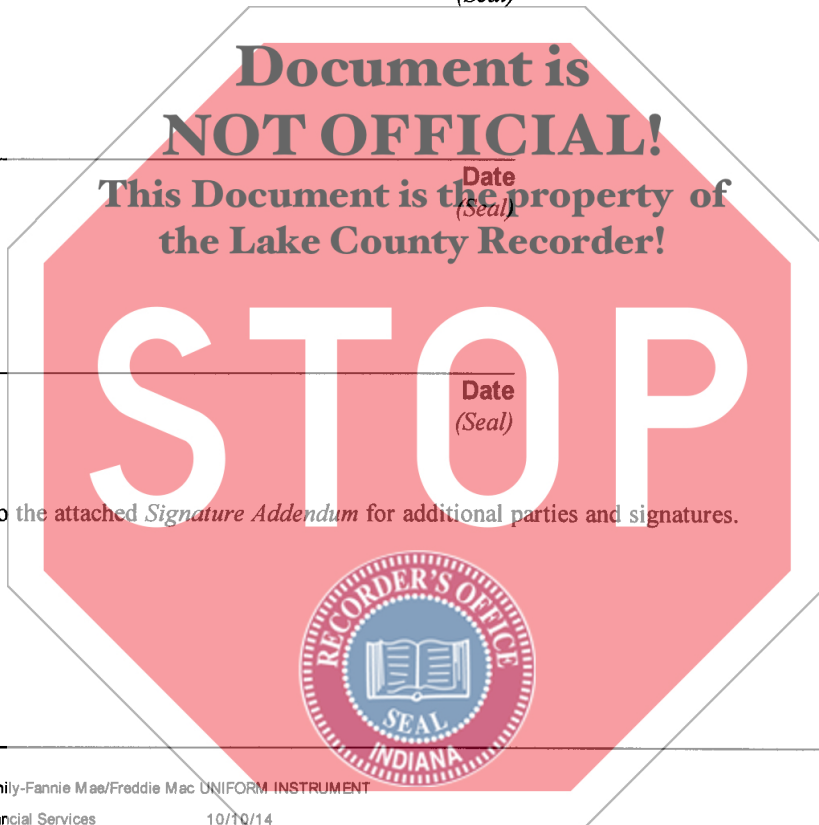 (Seal)
Document is
NOT OFFICIAL!
Date
This Document is the property of
(Seal)
the Lake County Recorder!
STOP
Date
(Seal)
the attached Signature Addendum for additional parties and signatures.
RECORDER'S OFFICE
SEAL
INDIANA
-Fannie Mae/Freddie Mac UNIFORM INSTRUMENT
Services 10/10/14